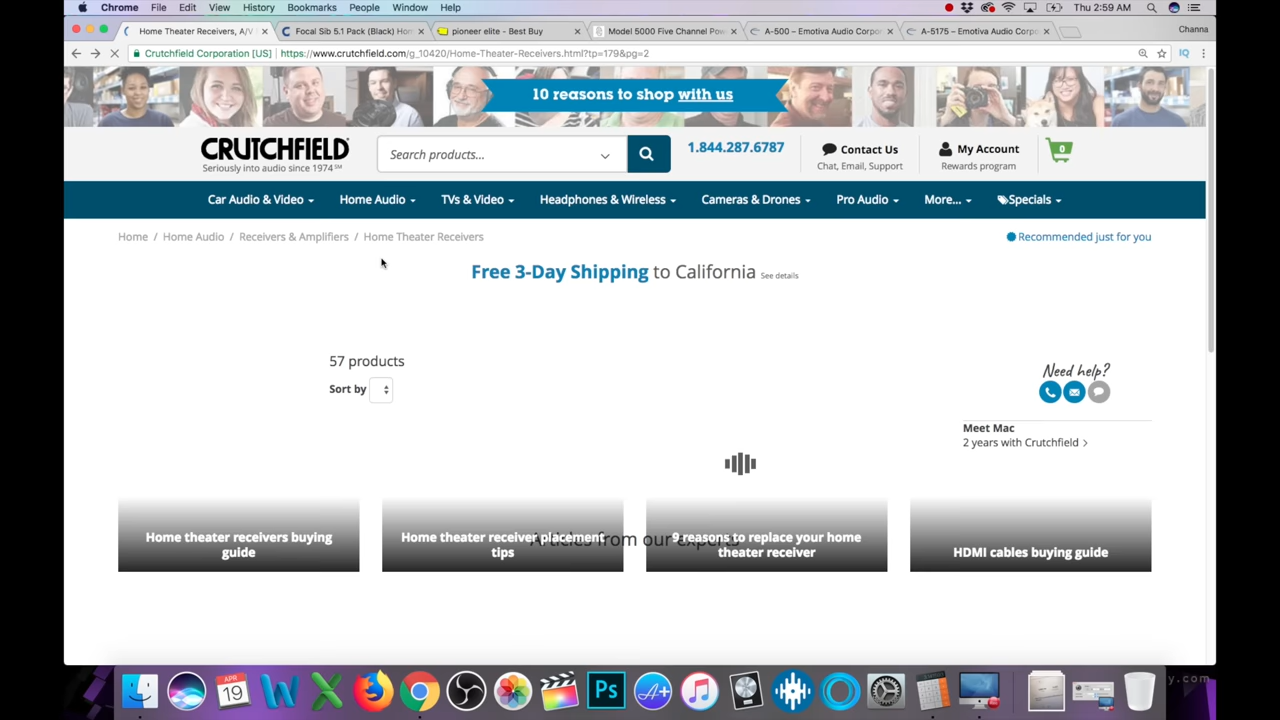 Chrome File Edit View History Bookmarks People Window Help Thu 2:59 AM
Home Theater Receivers, A/V Focal Sib 5.1 Pack (Black) Hom pioneer elite - Best Buy Model 5000 Five Channel Pow A-500 – Emotiva Audio Corpor A-5175 – Emotiva Audio Corpo Channa
Crutchfield Corporation [US] https://www.crutchfield.com/g_10420/Home-Theater-Receivers.html?tp=179&pg=2
10 reasons to shop with us
CRUTCHFIELD
Seriously into audio since 1974 SM
Search products...
1.844.287.6787
Contact Us
Chat, Email, Support
My Account
Rewards program
0
Car Audio & Video Home Audio TVs & Video Headphones & Wireless Cameras & Drones Pro Audio More... Specials
Home / Home Audio / Receivers & Amplifiers / Home Theater Receivers
Recommended just for you
Free 3-Day Shipping to California See details
57 products
Sort by
Need help?
Meet Mac
2 years with Crutchfield >
Articles from our experts
Home theater receivers buying
guide
Home theater receiver placement
tips
9 reasons to replace your home
theater receiver
HDMI cables buying guide
APR
19
Ps
y.com